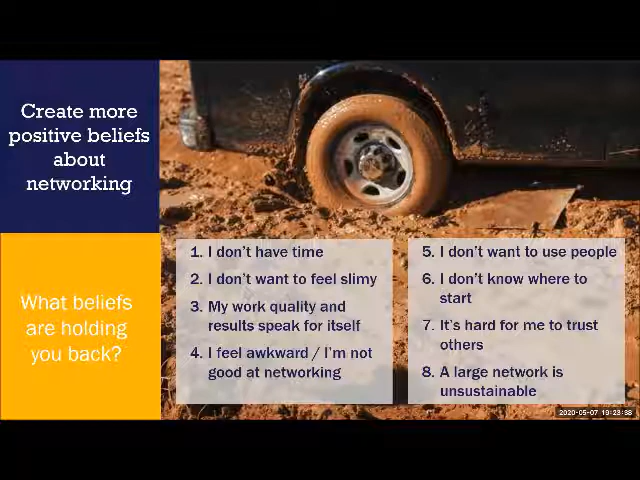 Create more
positive beliefs
about
networking
What beliefs
are holding
you back?
1. I don't have time
2. I don't want to feel slimy
3. My work quality and
results speak for itself
4. I feel awkward / I'm not
good at networking
5. I don't want to use people
6. I don't know where to
start
7. It's hard for me to trust
others
8. A large network is
unsustainable
2020-05-07 19:23:38